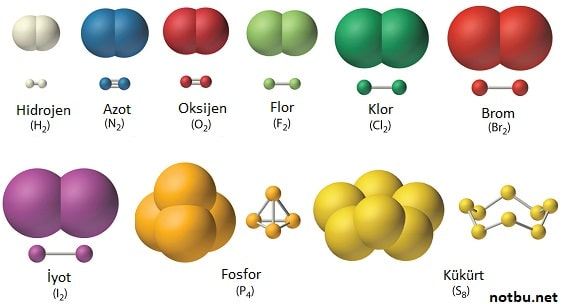 Hidrojen
(H₂)
Azot
(N₂)
Oksijen
(O₂)
Flor
(F₂)
Klor
(Cl₂)
Brom
(Br₂)
İyot
(I₂)
Fosfor
(P₄)
Kükürt
(S₈)
notbu.net